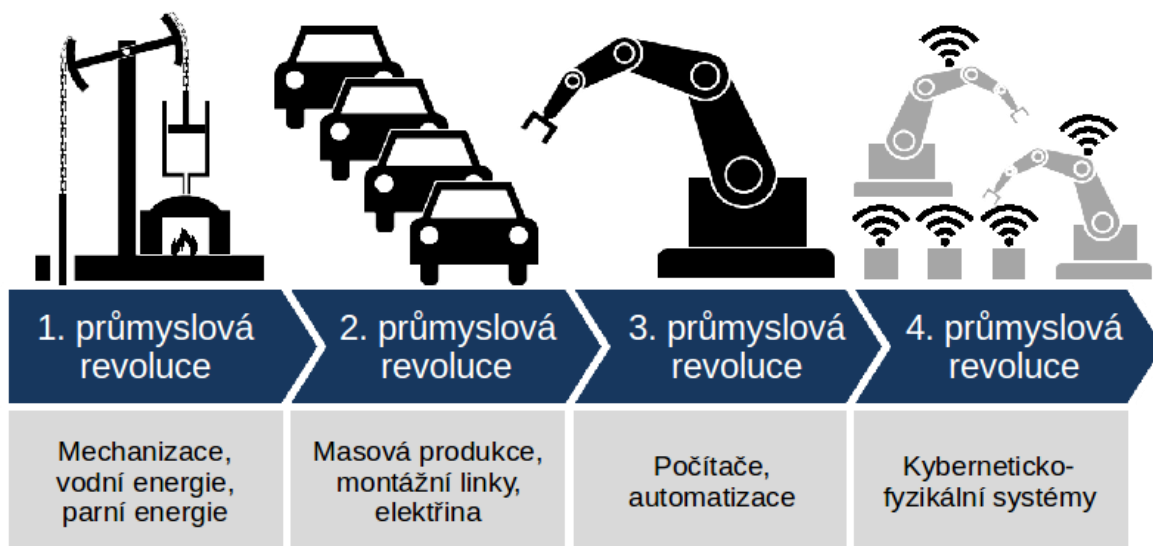 1. průmyslová
revoluce
2. průmyslová
revoluce
3. průmyslová
revoluce
4. průmyslová
revoluce
Mechanizace,
vodní energie,
parní energie
Masová produkce,
montážní linky,
elektřina
Počítače,
automatizace
Kyberneticko-
fyzikální systémy